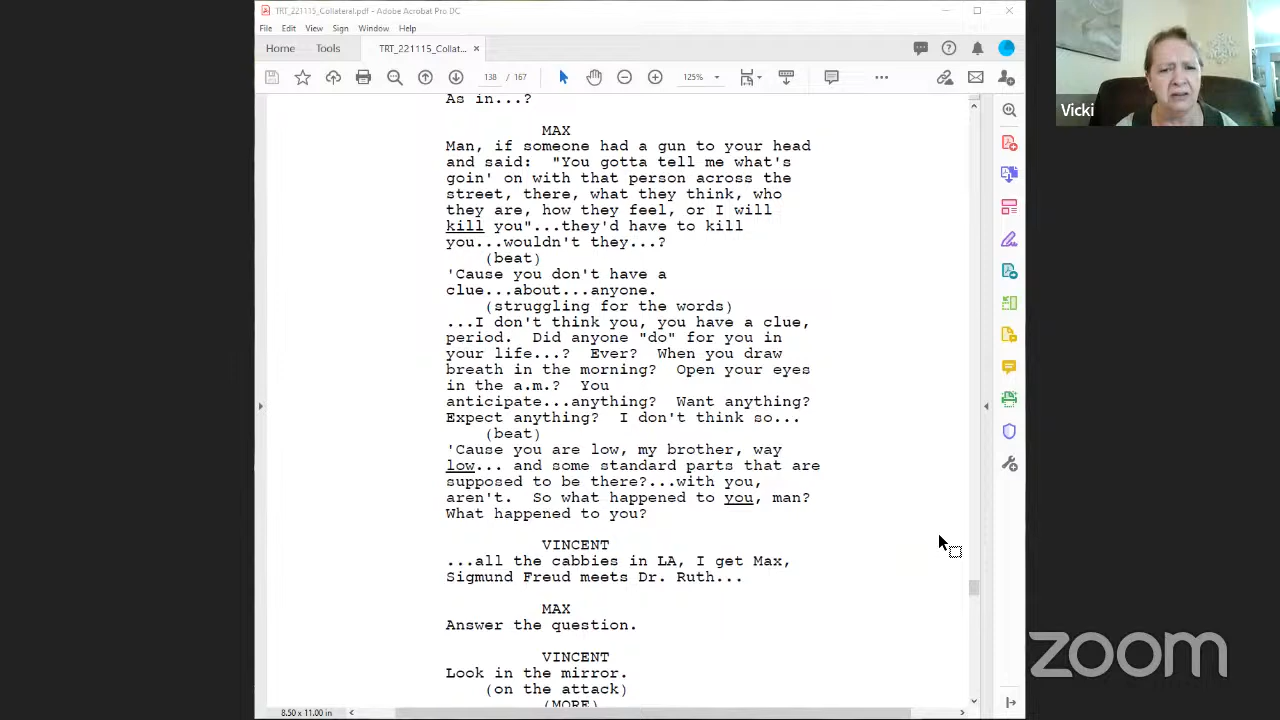 TRT_221115_Collateral.pdf - Adobe Acrobat Pro DC
File Edit View Sign Window Help
Home Tools TRT_221115_Collat... ×
138 / 167 125%
As in...?
MAX
Man, if someone had a gun to your head
and said:  "You gotta tell me what's
goin' on with that person across the
street, there, what they think, who
they are, how they feel, or I will
kill you"...they'd have to kill
you...wouldn't they...?
(beat)
'Cause you don't have a
clue...about...anyone.
(struggling for the words)
...I don't think you, you have a clue,
period.  Did anyone "do" for you in
your life...?  Ever?  When you draw
breath in the morning?  Open your eyes
in the a.m.?  You
anticipate...anything?  Want anything?
Expect anything?  I don't think so...
(beat)
'Cause you are low, my brother, way
low... and some standard parts that are
supposed to be there?...with you,
aren't.  So what happened to you, man?
What happened to you?
VINCENT
...all the cabbies in LA, I get Max,
Sigmund Freud meets Dr. Ruth...
MAX
Answer the question.
VINCENT
Look in the mirror.
(on the attack)
(MORE)
8.50 x 11.00 in
Vicki
zoom